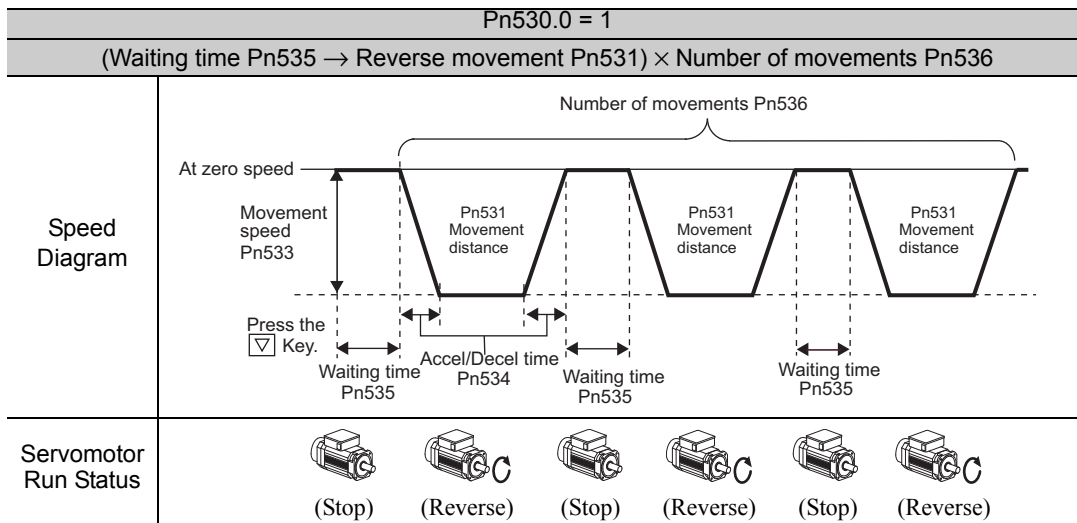 Pn530.0 = 1
(Waiting time Pn535 → Reverse movement Pn531) × Number of movements Pn536
Speed
Diagram
Number of movements Pn536
At zero speed
Movement
speed
Pn533
Pn531
Movement
distance
Pn531
Movement
distance
Pn531
Movement
distance
Press the
▽ Key.
Waiting time
Pn535
Accel/Decel time
Pn534
Waiting time
Pn535
Waiting time
Pn535
Servomotor
Run Status
(Stop) (Reverse) (Stop) (Reverse) (Stop) (Reverse)